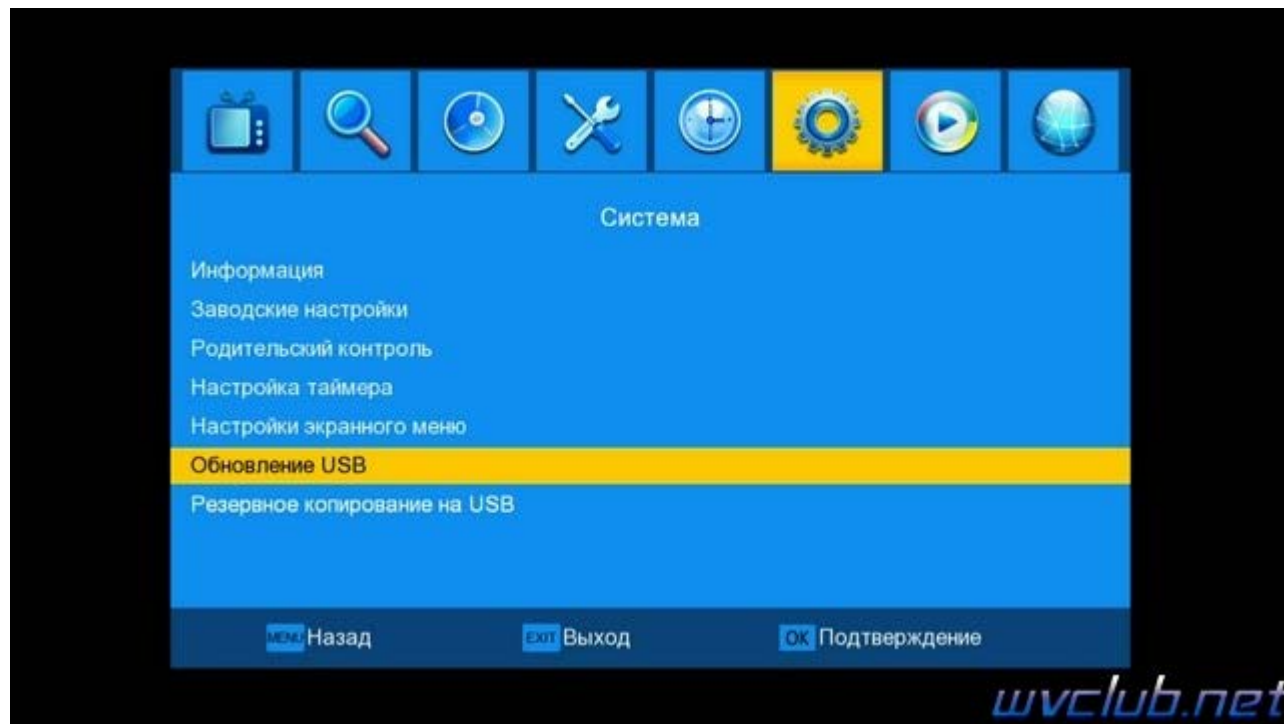 Система
Информация
Заводские настройки
Родительский контроль
Настройка таймера
Настройки экранного меню
Обновление USB
Резервное копирование на USB
MENU Назад EXIT Выход OK Подтверждение
wvclub.net